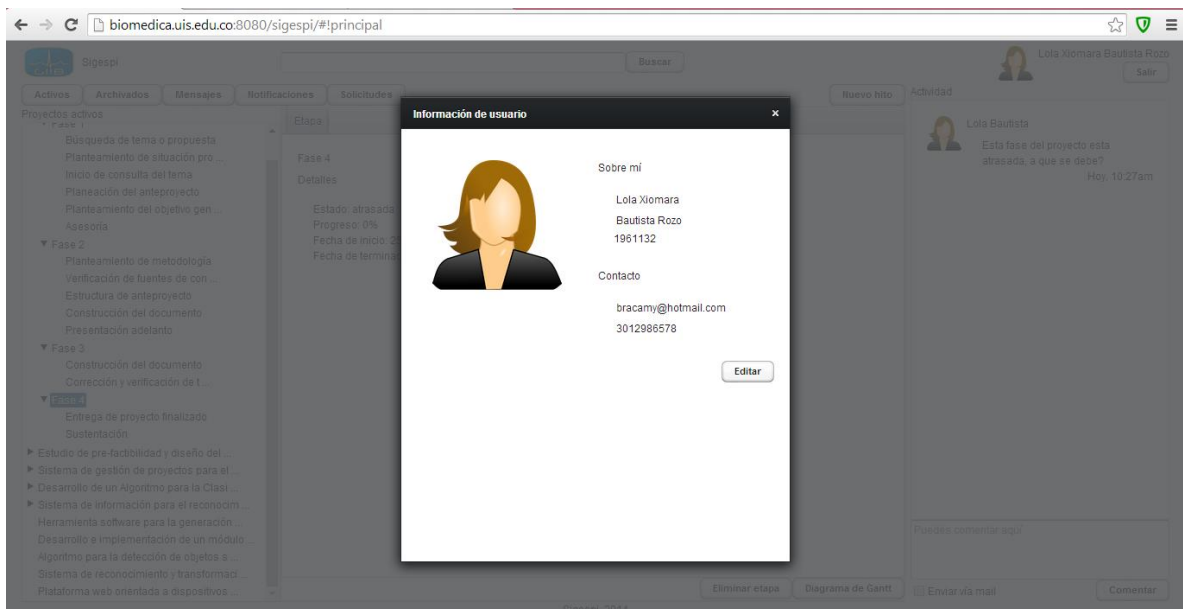 biomedica.uis.edu.co:8080/sigespi/#!principal
Sigespi
Buscar
Lola Xiomara Bautista Rozo
Salir
Activos Archivados Mensajes Notificaciones Solicitudes
Nuevo hito
Actividad
Proyectos activos
Fase 1
Búsqueda de tema o propuesta
Planteamiento de situación pro ...
Inicio de consulta del tema
Planeación del anteproyecto
Planteamiento del objetivo gen ...
Asesoría
Fase 2
Planteamiento de metodología
Verificación de fuentes de con ...
Estructura de anteproyecto
Construcción del documento
Presentación adelanto
Fase 3
Construcción del documento
Corrección y verificación de t ...
Fase 4
Entrega de proyecto finalizado
Sustentación
Estudio de pre-factibilidad y diseño del ...
Sistema de gestión de proyectos para el ...
Desarrollo de un Algoritmo para la Clasi ...
Sistema de información para el reconocim ...
Herramienta software para la generación ...
Desarrollo e implementación de un módulo ...
Algoritmo para la detección de objetos a ...
Sistema de reconocimiento y transformaci ...
Plataforma web orientada a dispositivos ...
Etapa
Fase 4
Detalles
Estado: atrasada
Progreso: 0%
Fecha de inicio:
Fecha de terminac
Información de usuario
×
Sobre mí
Lola Xiomara
Bautista Rozo
1961132
Contacto
bracamy@hotmail.com
3012986578
Editar
Lola Bautista
Esta fase del proyecto esta
atrasada, a que se debe?
Hoy, 10:27am
Puedes comentar aquí
Eliminar etapa Diagrama de Gantt
Enviar vía mail
Comentar